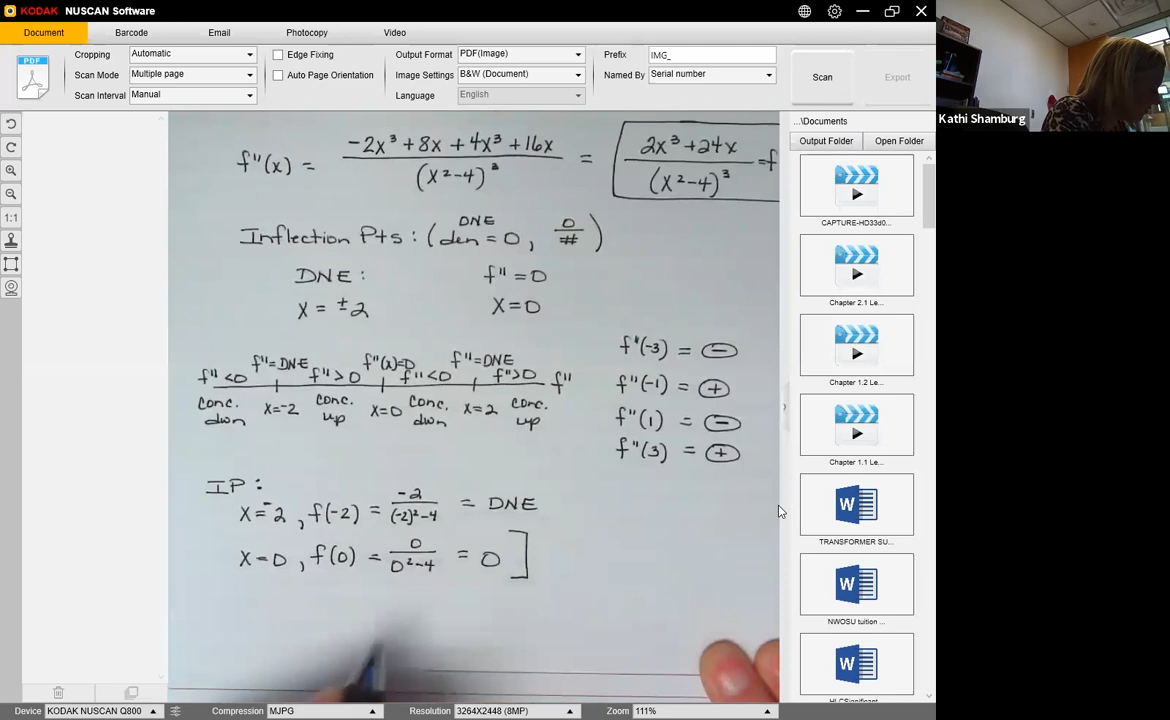 KODAK NUSCAN Software
Document Barcode Email Photocopy Video
Cropping Automatic Edge Fixing Output Format PDF(Image) Prefix IMG_
Scan Mode Multiple page Auto Page Orientation Image Settings B&W (Document) Named By Serial number Scan Export
Scan Interval Manual Language English
PDF
1:1
f"(x) = -2x³+8x+4x³+16x / (x²-4)³ = 2x³+24x / (x²-4)³ =f
Inflection Pts: (DNE den=0, 0/#)
DNE: f"=0
x = ±2 x=0
f"=DNE f"(x)=0 f"=DNE
f"<0 f">0 f"<0 f">0 f"
conc. dwn x=-2 conc. up x=0 conc. dwn x=2 conc. up
f"(-3) = -
f"(-1) = +
f"(1) = -
f"(3) = +
IP:
x=-2, f(-2) = -2/(-2)²-4 = DNE
x=0, f(0) = 0/0²-4 = 0 ]
Kathi Shamburg
...\Documents
Output Folder Open Folder
CAPTURE-HD33d0...
Chapter 2.1 Le...
Chapter 1.2 Le...
Chapter 1.1 Le...
W
TRANSFORMER SU...
W
NWOSU tuition ...
W
HLCSignificant
Device KODAK NUSCAN Q800 Compression MJPG Resolution 3264X2448 (8MP) Zoom 111%